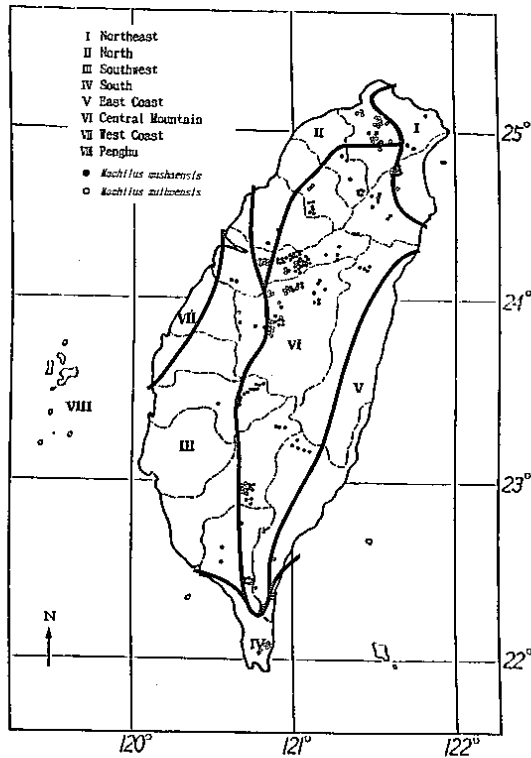 I Northeast
II North
III Southwest
IV South
V East Coast
VI Central Mountain
VII West Coast
VIII Penghu
● Machilus mushaensis
○ Machilus zuihoensis
I
II
25°
24°
VII
VI
VIII
V
III
23°
N
IV
22°
120°
121°
122°